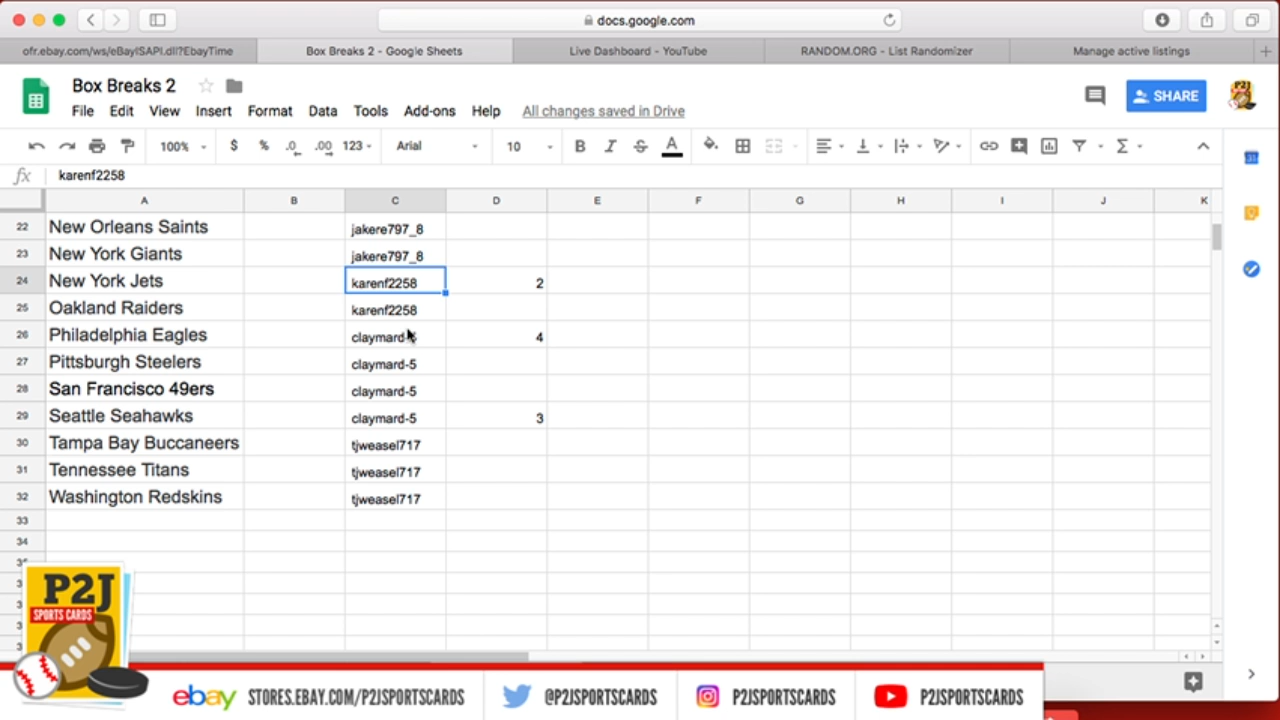 docs.google.com
ofr.ebay.com/ws/eBayISAPI.dll?EbayTime
Box Breaks 2 - Google Sheets
Live Dashboard - YouTube
RANDOM.ORG - List Randomizer
Manage active listings
Box Breaks 2
File Edit View Insert Format Data Tools Add-ons Help All changes saved in Drive
SHARE
100% $ % .0 .00 123 Arial 10 B I S A
fx karenf2258
A B C D E F G H I J K
22 New Orleans Saints jakere797_8
23 New York Giants jakere797_8
24 New York Jets karenf2258 2
25 Oakland Raiders karenf2258
26 Philadelphia Eagles claymard-5 4
27 Pittsburgh Steelers claymard-5
28 San Francisco 49ers claymard-5
29 Seattle Seahawks claymard-5 3
30 Tampa Bay Buccaneers tjweasel717
31 Tennessee Titans tjweasel717
32 Washington Redskins tjweasel717
33
34
P2J
SPORTS CARDS
ebay STORES.EBAY.COM/P2JSPORTSCARDS @P2JSPORTSCARDS P2JSPORTSCARDS P2JSPORTSCARDS